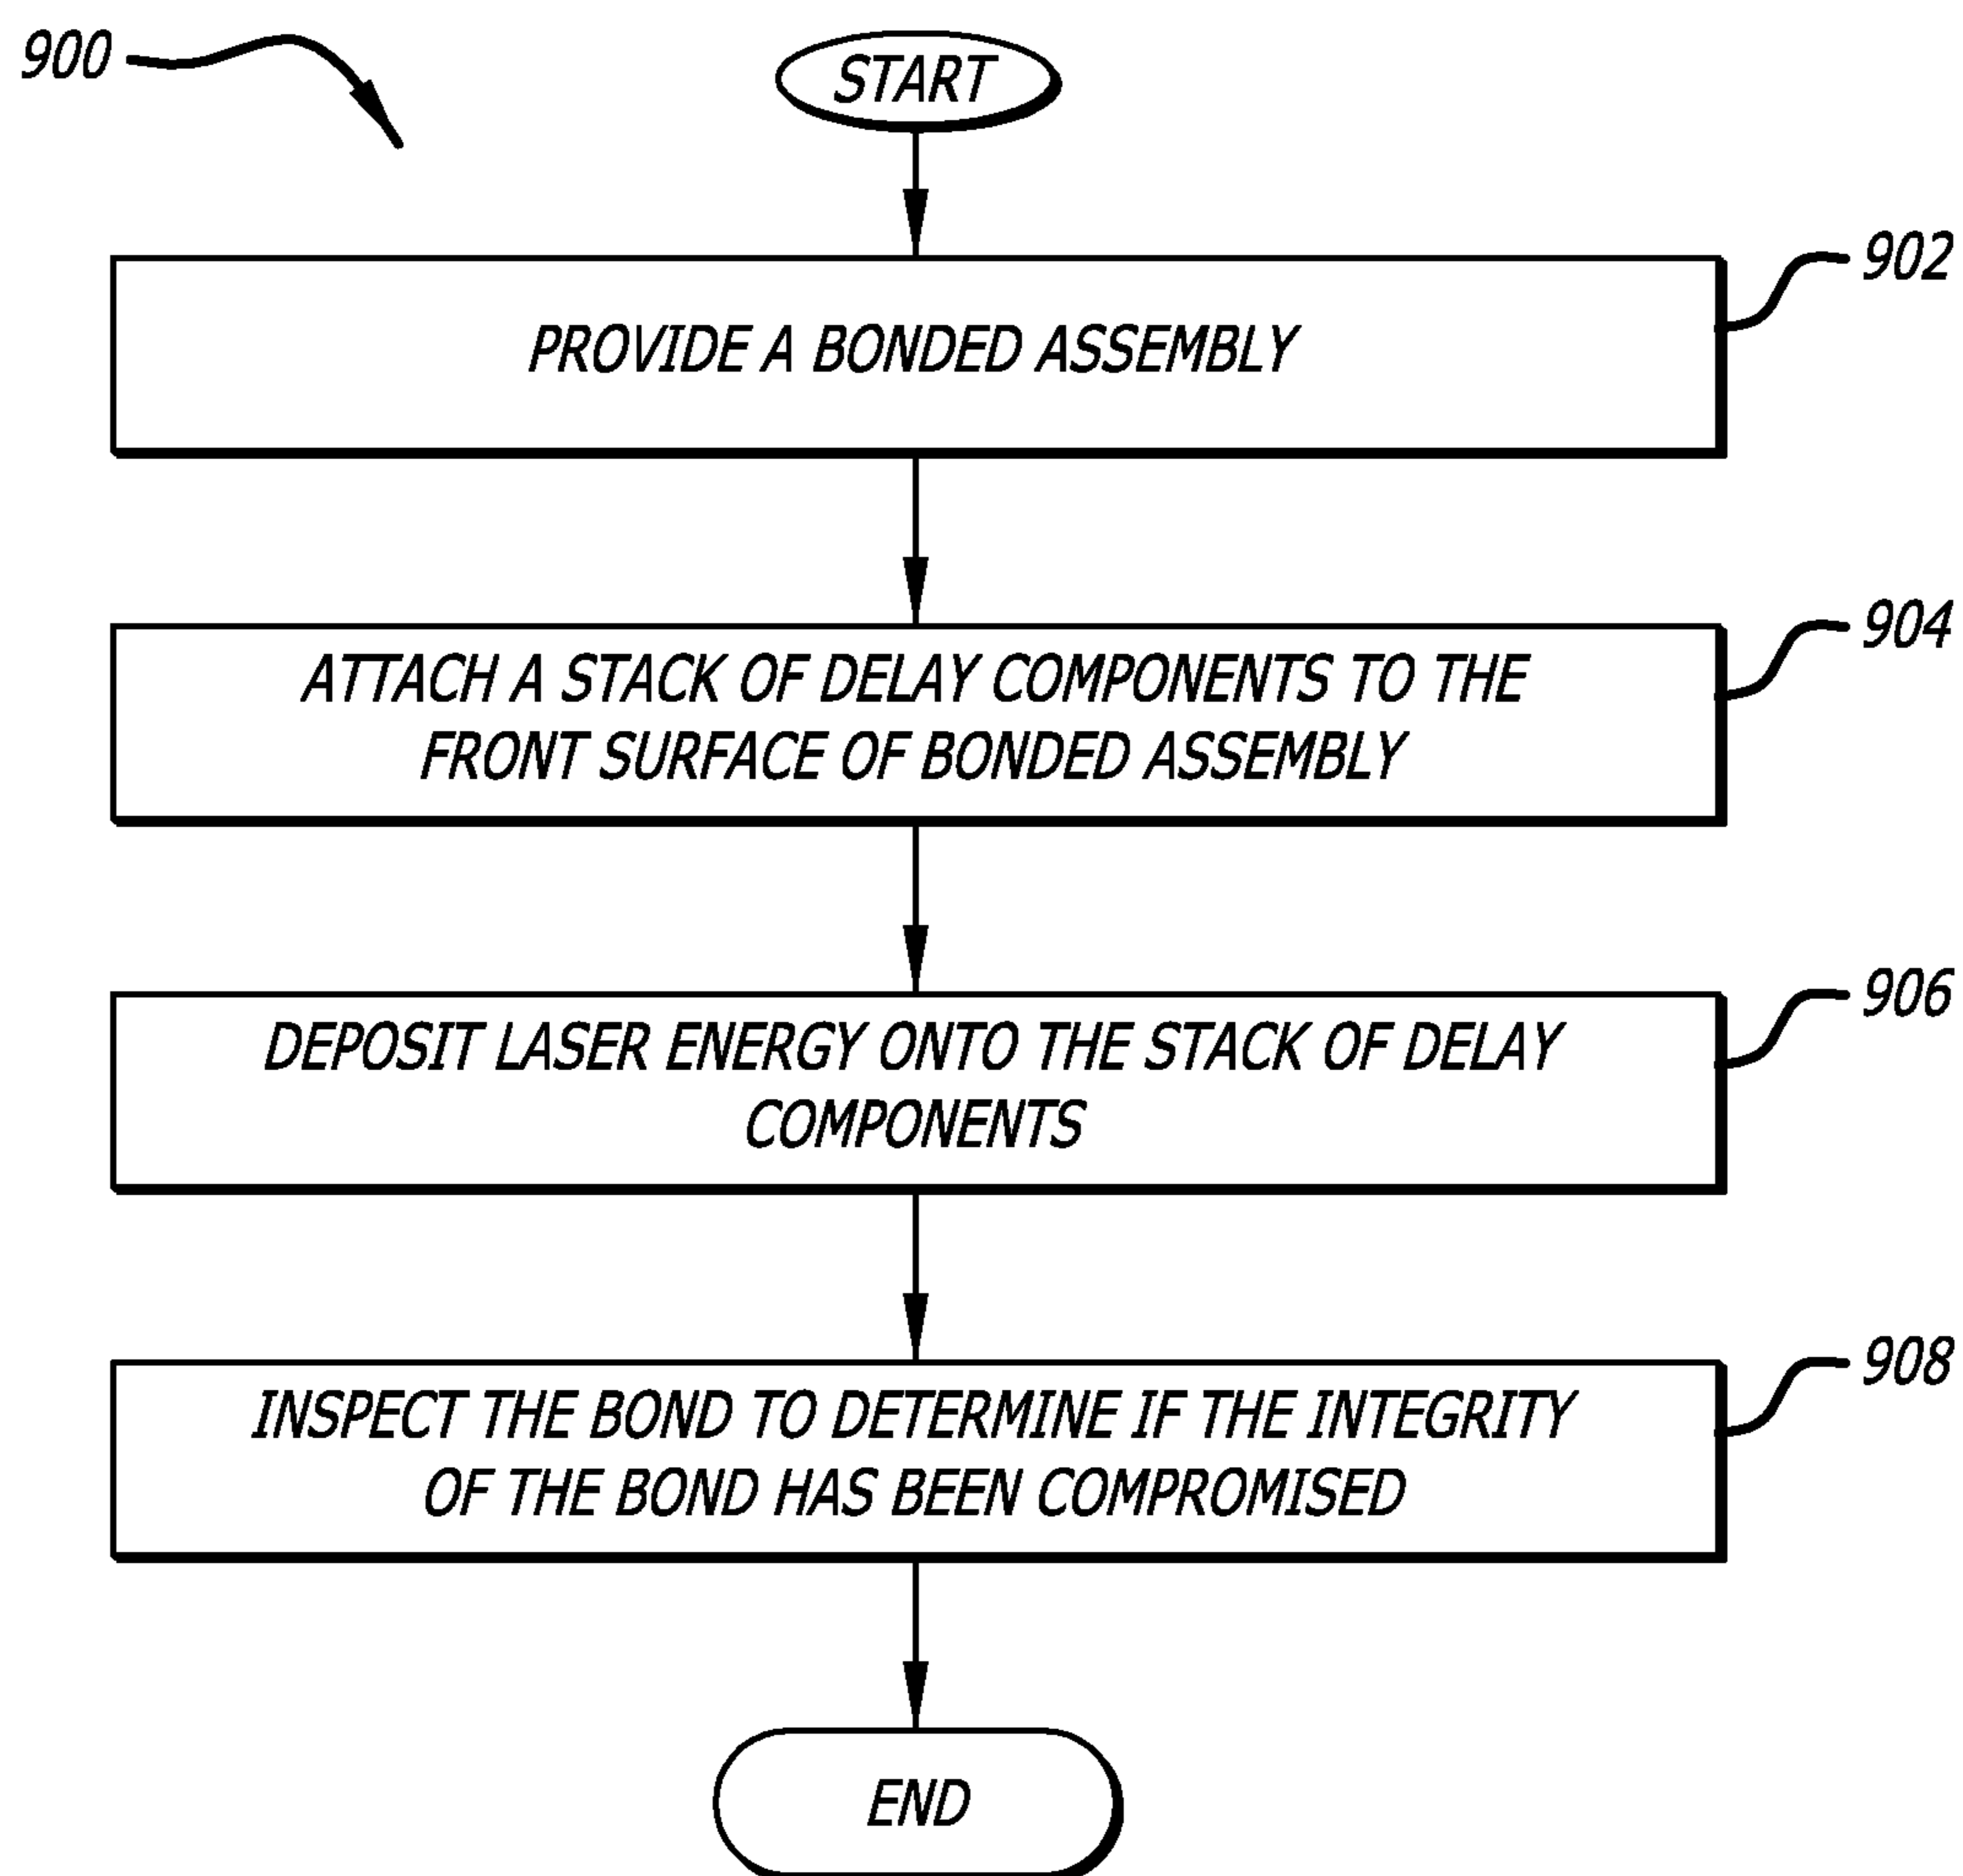 900
START
902
PROVIDE A BONDED ASSEMBLY
904
ATTACH A STACK OF DELAY COMPONENTS TO THE
FRONT SURFACE OF BONDED ASSEMBLY
906
DEPOSIT LASER ENERGY ONTO THE STACK OF DELAY
COMPONENTS
908
INSPECT THE BOND TO DETERMINE IF THE INTEGRITY
OF THE BOND HAS BEEN COMPROMISED
END